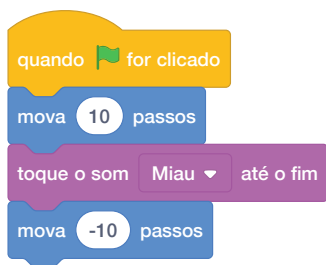 quando for clicado
mova 10 passos
toque o som Miau até o fim
mova -10 passos